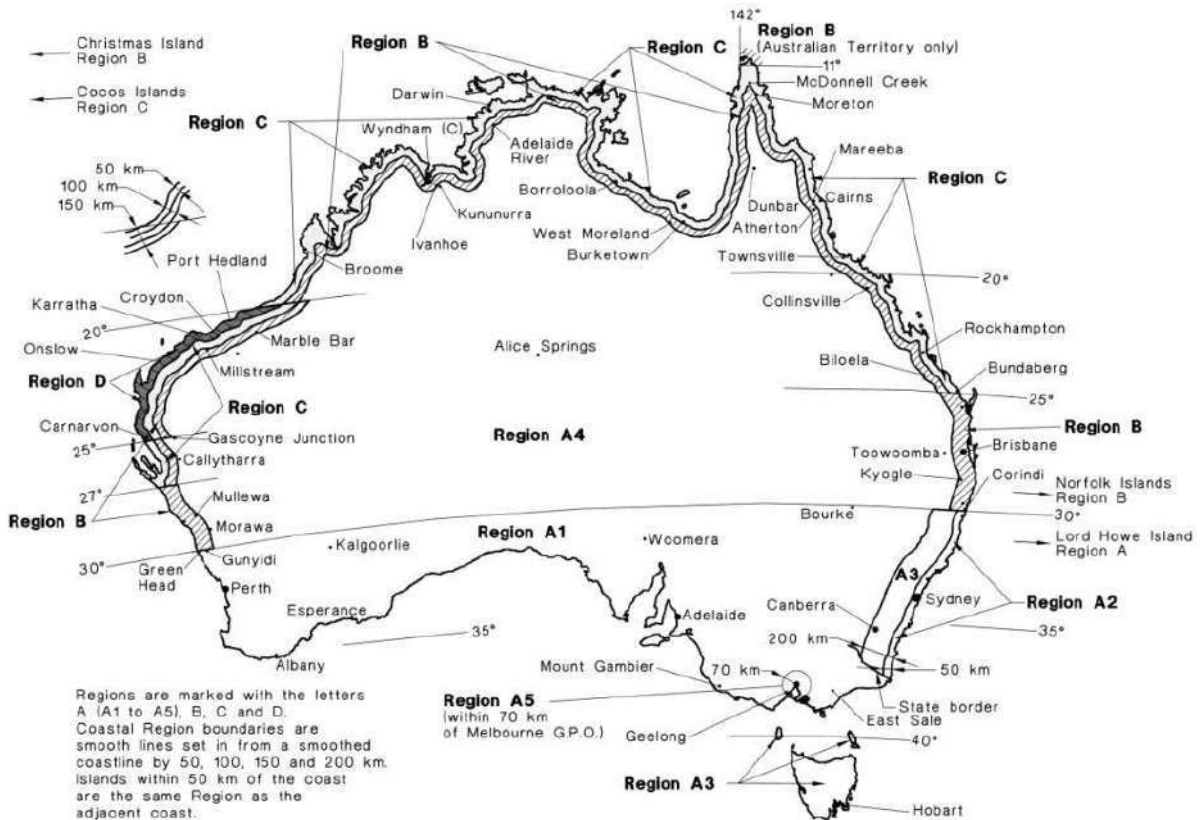 142°
Region B
(Australian Territory only)
11°
Christmas Island
Region B
Cocos Islands
Region C
Region B
Region C
McDonnell Creek
Moreton
Darwin
Region C
Wyndham (C)
Adelaide
River
Mareeba
50 km
100 km
150 km
Borroloola
Region C
Kununurra
Dunbar
Cairns
Atherton
Ivanhoe
West Moreland
Burketown
Townsville
Port Hedland
Broome
20°
Karratha
Croydon
Collinsville
20°
Marble Bar
Rockhampton
Onslow
Alice Springs
Biloela
Millstream
Bundaberg
Region D
25°
Region C
Carnarvon
Gascoyne Junction
Region A4
Region B
25°
Callytharra
Toowoomba
Brisbane
Kyogle
Corindi
27°
Norfolk Islands
Region B
Mullewa
Region B
Bourke
30°
Morawa
Region A1
Lord Howe Island
Region A
Kalgoorlie
Woomera
30°
Gunyidi
Green
Head
A3
Perth
Sydney
Esperance
Adelaide
Canberra
Region A2
35°
35°
200 km
Albany
Mount Gambier
70 km
50 km
Regions are marked with the letters
A (A1 to A5), B, C and D.
Coastal Region boundaries are
smooth lines set in from a smoothed
coastline by 50, 100, 150 and 200 km.
Islands within 50 km of the coast
are the same Region as the
adjacent coast.
Region A5
(within 70 km
of Melbourne G.P.O.)
State border
East Sale
Geelong
40°
Region A3
Hobart